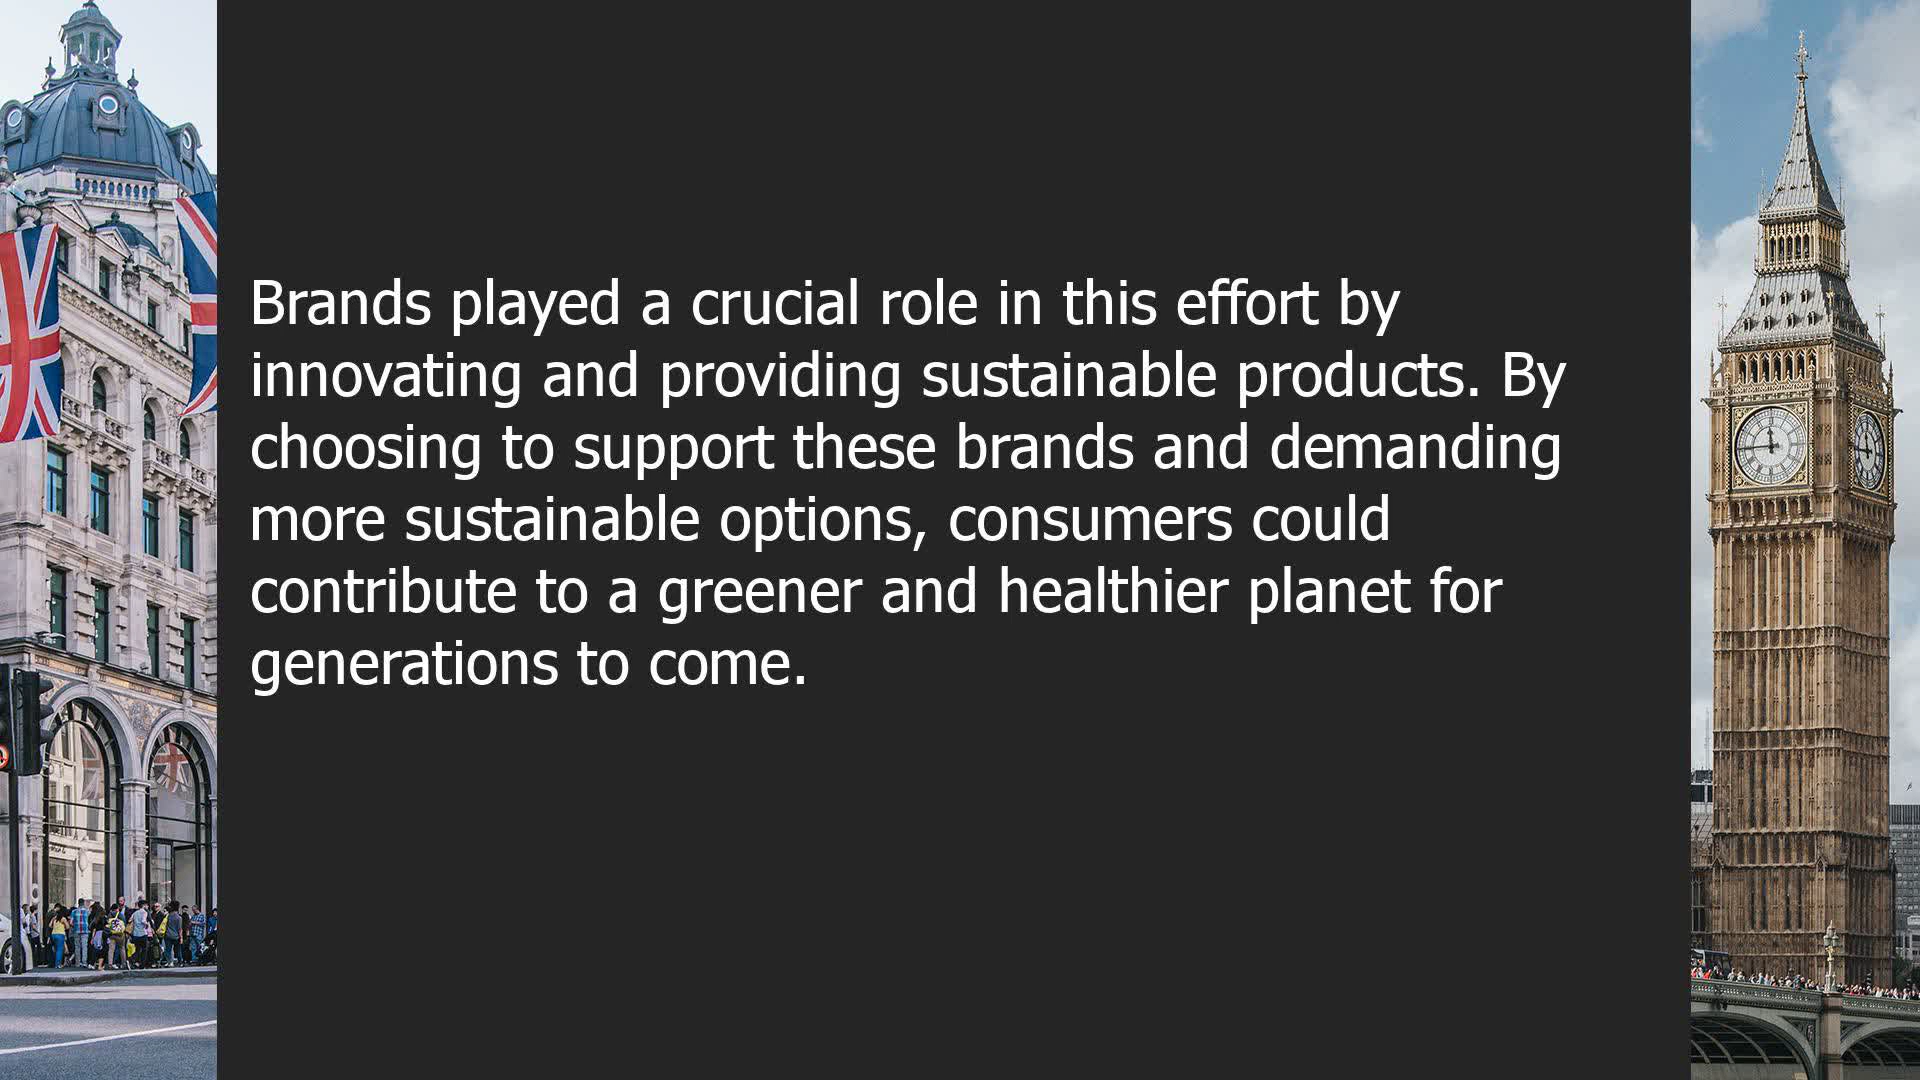 Brands played a crucial role in this effort by
innovating and providing sustainable products. By
choosing to support these brands and demanding
more sustainable options, consumers could
contribute to a greener and healthier planet for
generations to come.